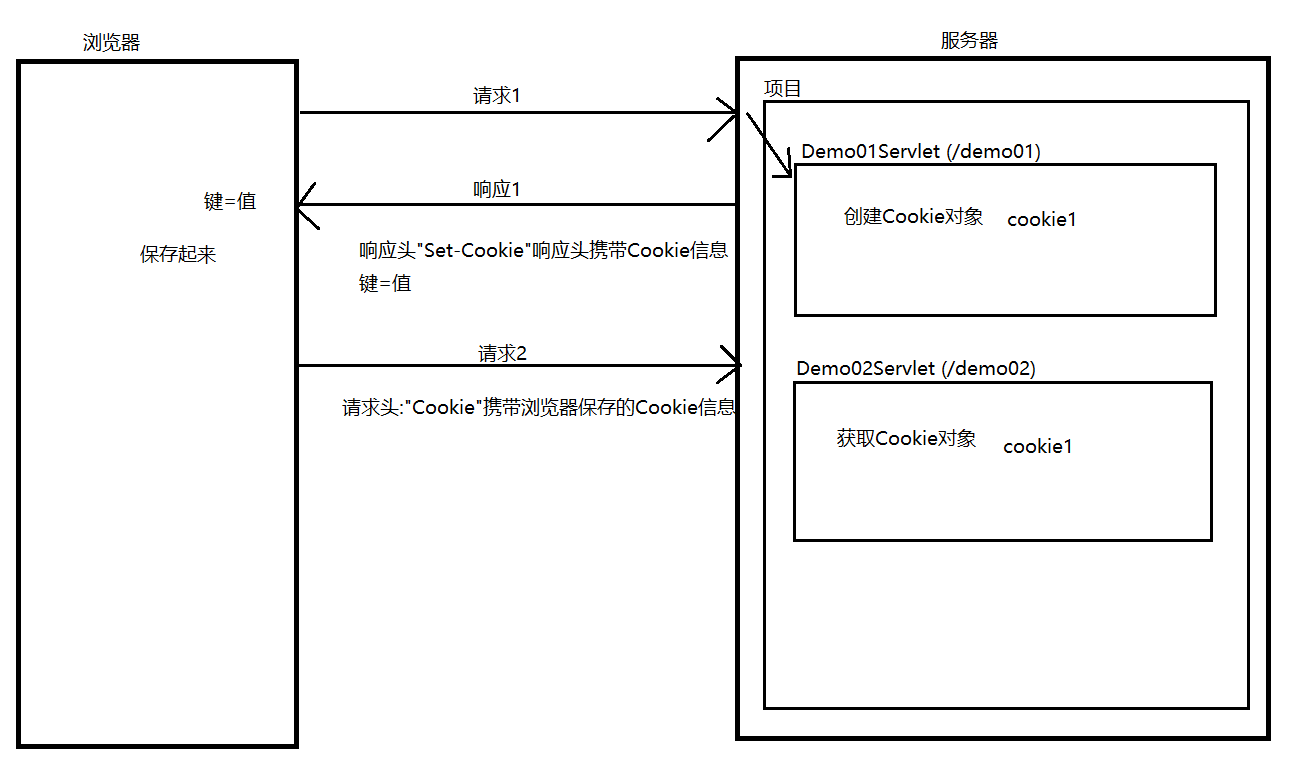 浏览器
服务器
请求1
项目
Demo01Servlet (/demo01)
响应1
键=值
创建Cookie对象 cookie1
保存起来
响应头"Set-Cookie"响应头携带Cookie信息
键=值
请求2
Demo02Servlet (/demo02)
请求头:"Cookie"携带浏览器保存的Cookie信息
获取Cookie对象 cookie1